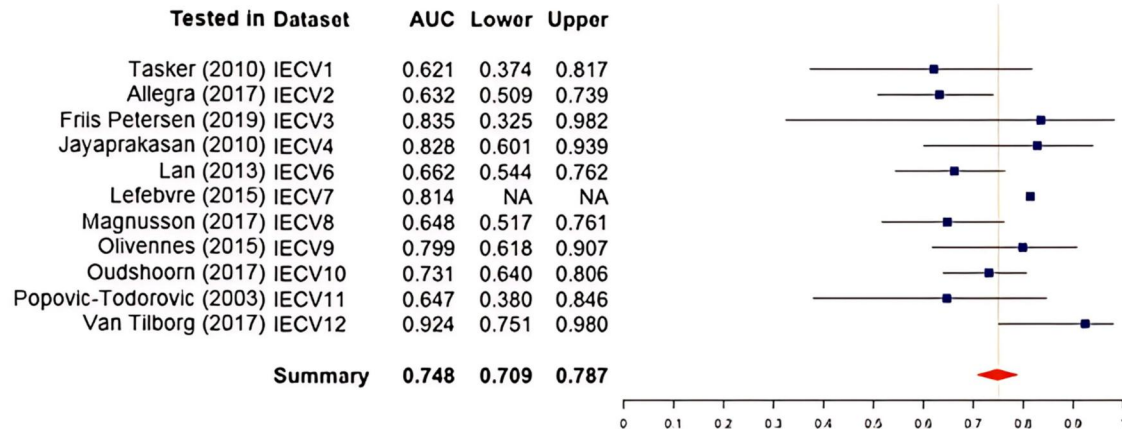 Tested in Dataset AUC Lower Upper
Tasker (2010) IECV1 0.621 0.374 0.817
Allegra (2017) IECV2 0.632 0.509 0.739
Friis Petersen (2019) IECV3 0.835 0.325 0.982
Jayaprakasan (2010) IECV4 0.828 0.601 0.939
Lan (2013) IECV6 0.662 0.544 0.762
Lefebvre (2015) IECV7 0.814 NA NA
Magnusson (2017) IECV8 0.648 0.517 0.761
Olivennes (2015) IECV9 0.799 0.618 0.907
Oudshoorn (2017) IECV10 0.731 0.640 0.806
Popovic-Todorovic (2003) IECV11 0.647 0.380 0.846
Van Tilborg (2017) IECV12 0.924 0.751 0.980
Summary 0.748 0.709 0.787
0 0.1 0.2 0.3 0.4 0.5 0.6 0.7 0.8 0.9 1